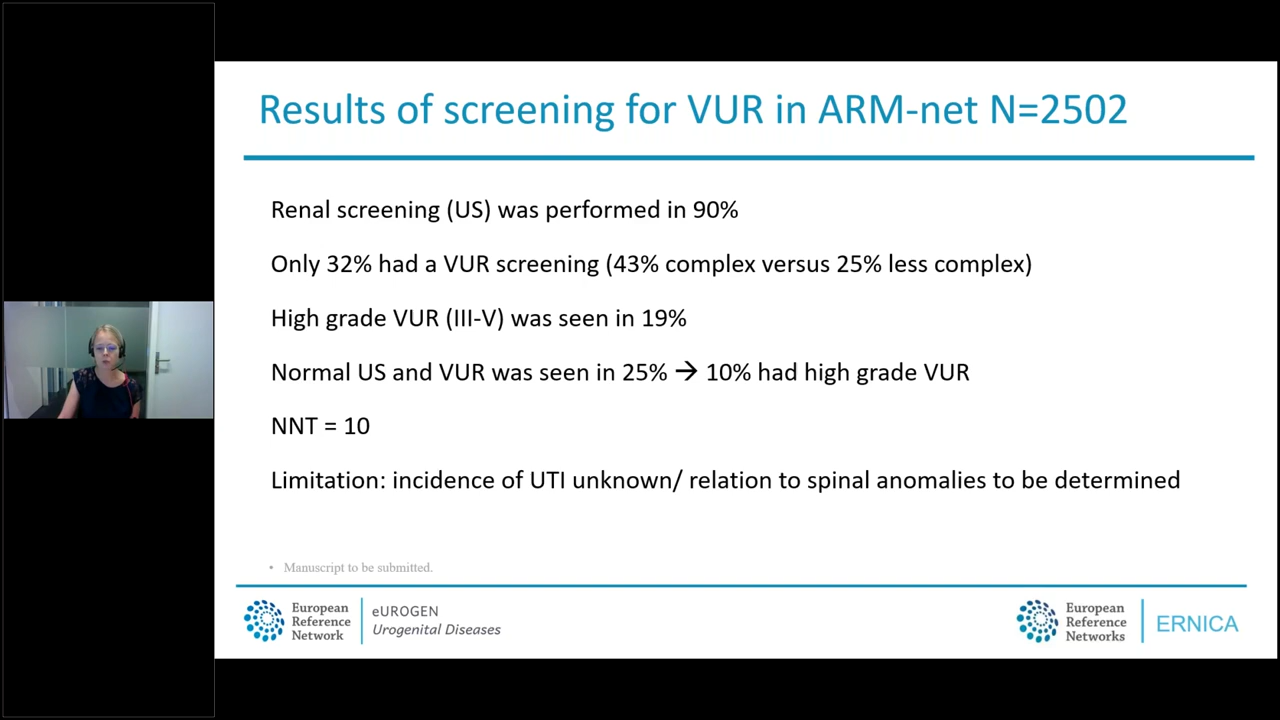 Results of screening for VUR in ARM-net N=2502
Renal screening (US) was performed in 90%
Only 32% had a VUR screening (43% complex versus 25% less complex)
High grade VUR (III-V) was seen in 19%
Normal US and VUR was seen in 25% → 10% had high grade VUR
NNT = 10
Limitation: incidence of UTI unknown/ relation to spinal anomalies to be determined
• Manuscript to be submitted.
European
Reference
Network
eUROGEN
Urogenital Diseases
European
Reference
Networks
ERNICA